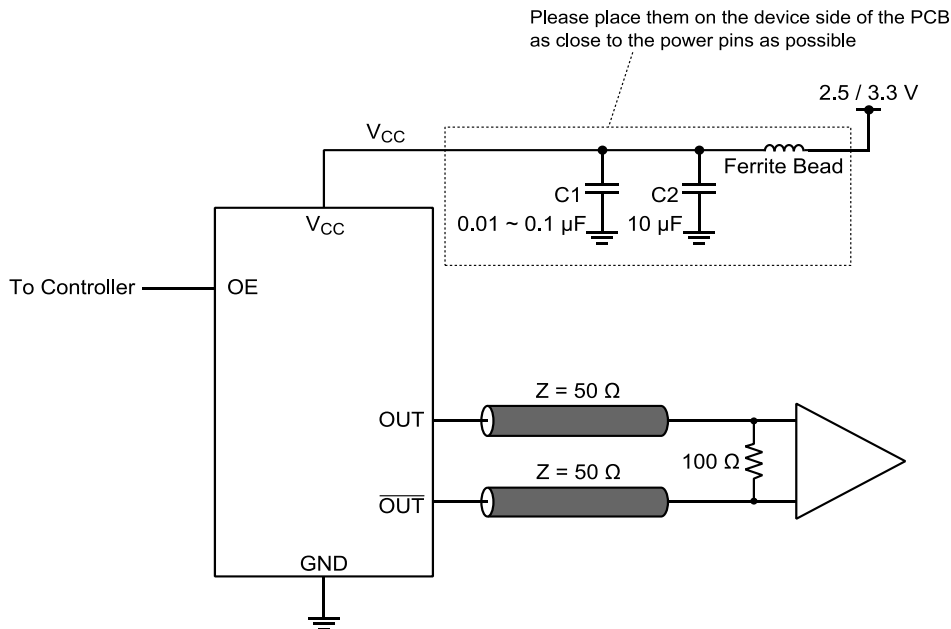 Please place them on the device side of the PCB
as close to the power pins as possible
2.5 / 3.3 V
VCC
Ferrite Bead
C1
C2
0.01 ~ 0.1 µF
10 µF
VCC
To Controller
OE
Z = 50 Ω
OUT
100 Ω
Z = 50 Ω
O̅U̅T̅
GND